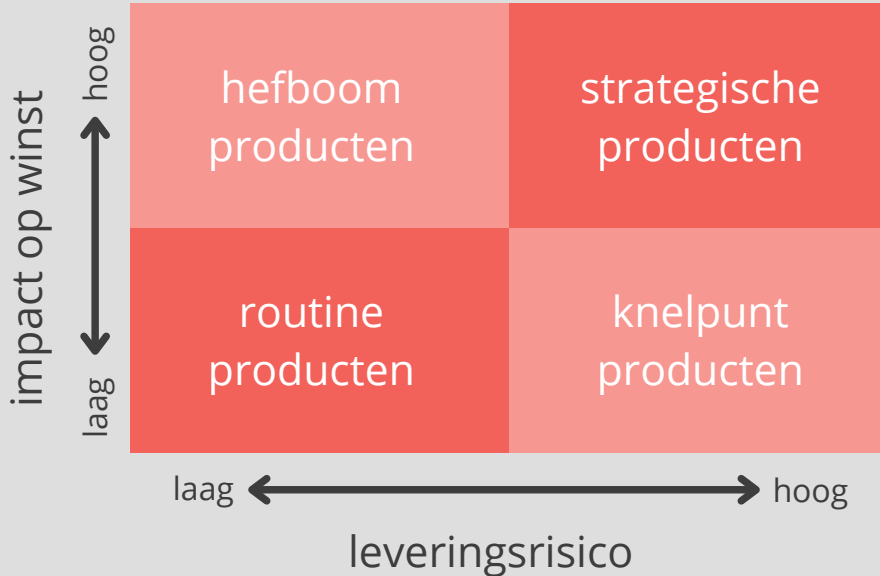 impact op winst
hoog
laag
hefboom
producten
strategische
producten
routine
producten
knelpunt
producten
laag
hoog
leveringsrisico